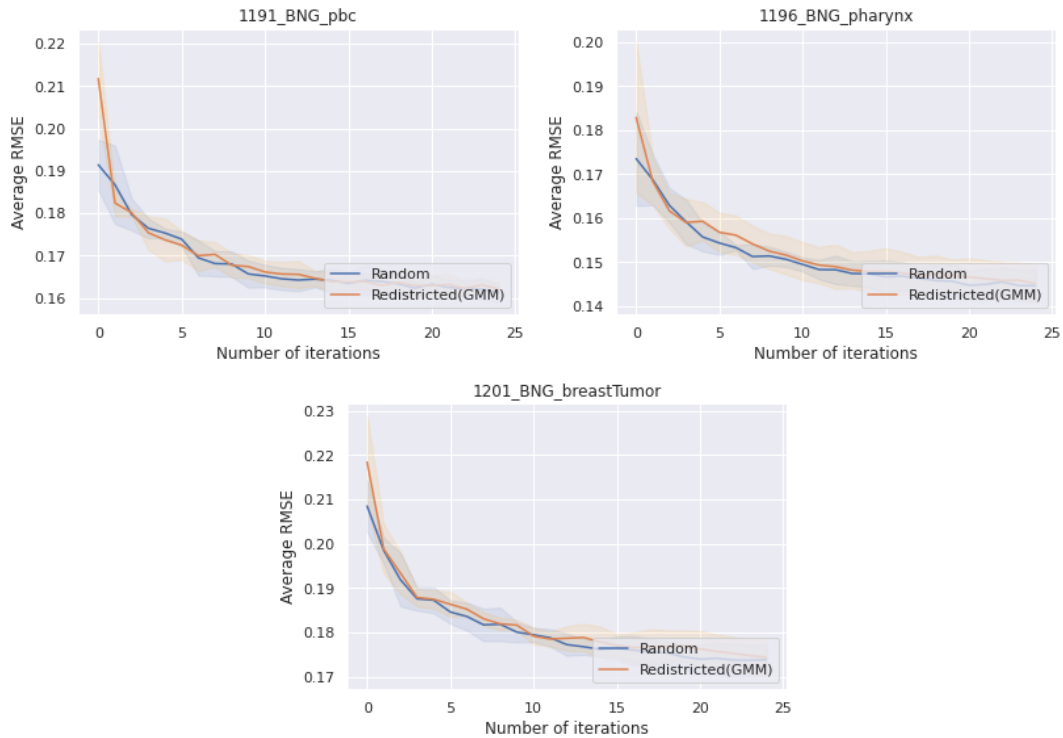 1191_BNG_pbc
0.22
0.21
0.20
0.19
0.18
0.17
0.16
Average RMSE
0 5 10 15 20 25
Number of iterations
Random
Redistricted(GMM)
1196_BNG_pharynx
0.20
0.19
0.18
0.17
0.16
0.15
0.14
Average RMSE
0 5 10 15 20 25
Number of iterations
Random
Redistricted(GMM)
1201_BNG_breastTumor
0.23
0.22
0.21
0.20
0.19
0.18
0.17
Average RMSE
0 5 10 15 20 25
Number of iterations
Random
Redistricted(GMM)